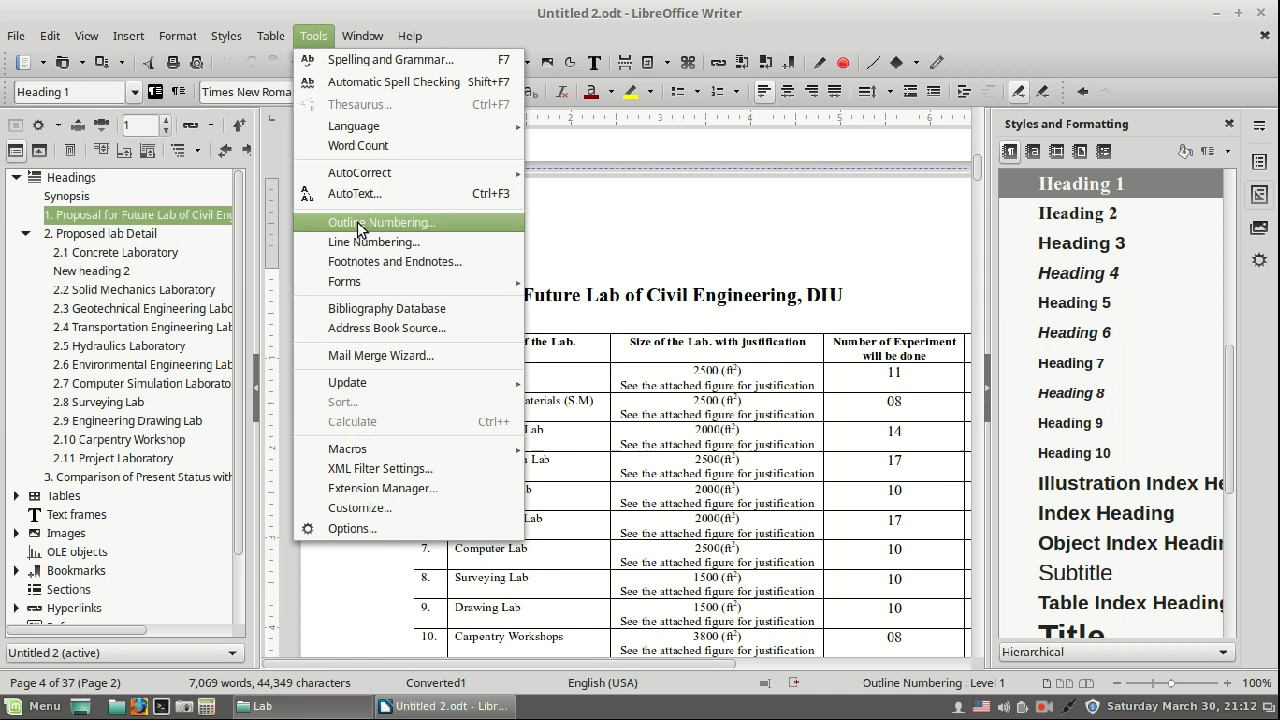 Untitled 2.odt - LibreOffice Writer
File Edit View Insert Format Styles Table Tools Window Help
Heading 1
Times New Roma
Spelling and Grammar... F7
Automatic Spell Checking Shift+F7
Thesaurus... Ctrl+F7
Language
Word Count
AutoCorrect
AutoText... Ctrl+F3
Outline Numbering...
Line Numbering...
Footnotes and Endnotes...
Forms
Bibliography Database
Address Book Source...
Mail Merge Wizard...
Update
Sort...
Calculate Ctrl++
Macros
XML Filter Settings...
Extension Manager...
Customize...
Options...
1
Headings
Synopsis
1. Proposal for Future Lab of Civil Eng
2. Proposed lab Detail
2.1 Concrete Laboratory
New heading 2
2.2 Solid Mechanics Laboratory
2.3 Geotechnical Engineering Labo
2.4 Transportation Engineering Lab
2.5 Hydraulics Laboratory
2.6 Environmental Engineering Lab
2.7 Computer Simulation Laborato
2.8 Surveying Lab
2.9 Engineering Drawing Lab
2.10 Carpentry Workshop
2.11 Project Laboratory
3. Comparison of Present Status with
Tables
Text frames
Images
OLE objects
Bookmarks
Sections
Hyperlinks
Untitled 2 (active)
2 3 4 5 6
Future Lab of Civil Engineering, DIU
f the Lab. Size of the Lab. with justification Number of Experiment
will be done
2500 (ft²) 11
See the attached figure for justification
aterials (S.M) 2500 (ft²) 08
See the attached figure for justification
Lab 2000(ft²) 14
See the attached figure for justification
n Lab 2500(ft²) 17
See the attached figure for justification
b 2000(ft²) 10
See the attached figure for justification
Lab 2000(ft²) 17
See the attached figure for justification
7. Computer Lab 2500(ft²) 10
See the attached figure for justification
8. Surveying Lab 1500 (ft²) 10
See the attached figure for justification
9. Drawing Lab 1500 (ft²) 10
See the attached figure for justification
10. Carpentry Workshops 3800 (ft²) 08
See the attached figure for justification
Styles and Formatting
Heading 1
Heading 2
Heading 3
Heading 4
Heading 5
Heading 6
Heading 7
Heading 8
Heading 9
Heading 10
Illustration Index He
Index Heading
Object Index Headin
Subtitle
Table Index Heading
Title
Hierarchical
Page 4 of 37 (Page 2) 7,069 words, 44,349 characters Converted1 English (USA) Outline Numbering : Level 1 100%
Menu Lab Untitled 2.odt - Libr... Saturday March 30, 21:12